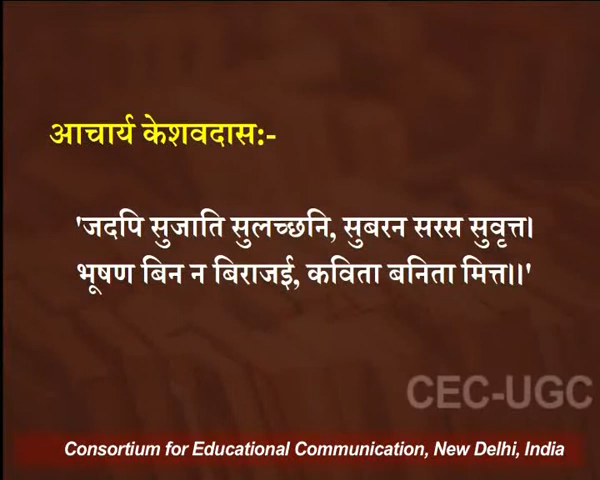 आचार्य केशवदास:-
'जदपि सुजाति सुलच्छनि, सुबरन सरस सुवृत्त।
भूषण बिन न बिराजई, कविता बनिता मित्त।।'
CEC-UGC
Consortium for Educational Communication, New Delhi, India